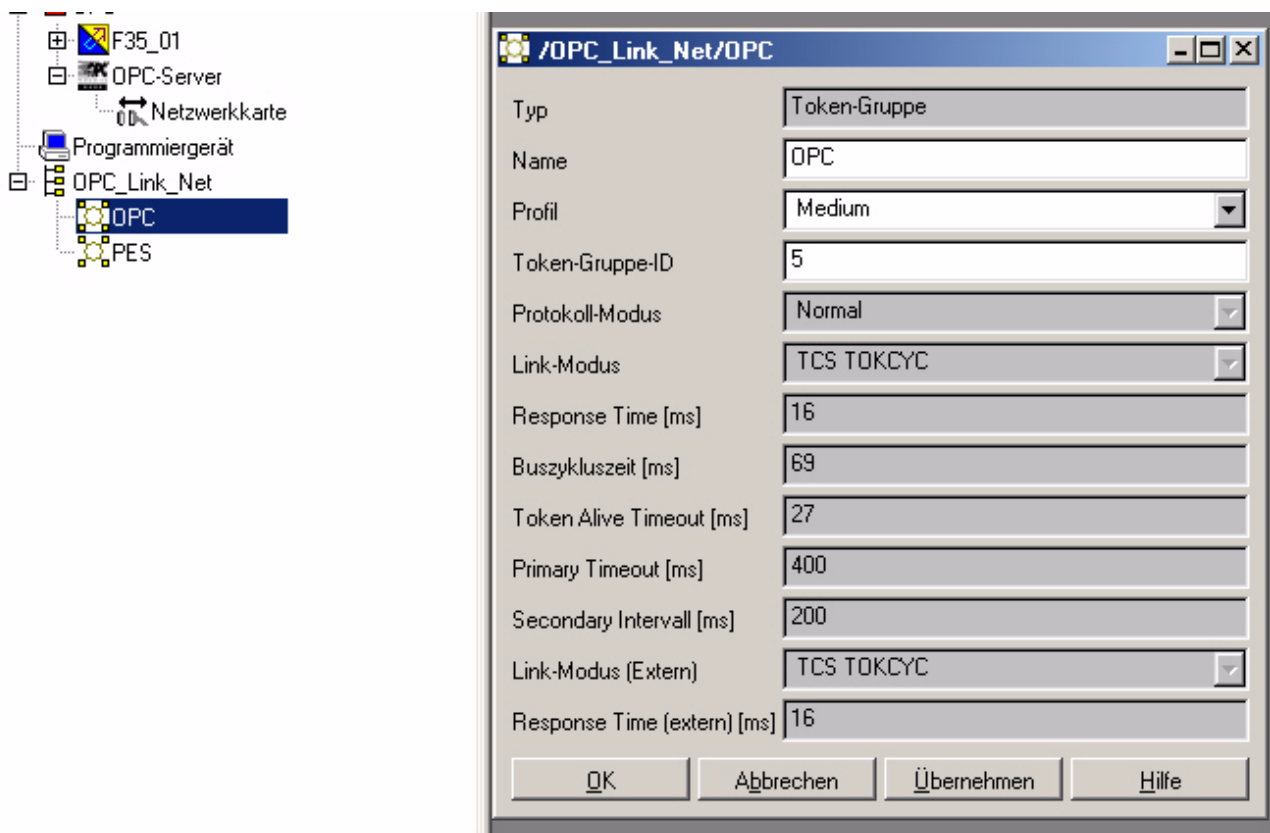 F35_01
OPC-Server
Netzwerkkarte
Programmiergerät
OPC_Link_Net
OPC
PES
/OPC_Link_Net/OPC
Typ Token-Gruppe
Name OPC
Profil Medium
Token-Gruppe-ID 5
Protokoll-Modus Normal
Link-Modus TCS TOKCYC
Response Time [ms] 16
Buszykluszeit [ms] 69
Token Alive Timeout [ms] 27
Primary Timeout [ms] 400
Secondary Intervall [ms] 200
Link-Modus (Extern) TCS TOKCYC
Response Time (extern) [ms] 16
OK Abbrechen Übernehmen Hilfe